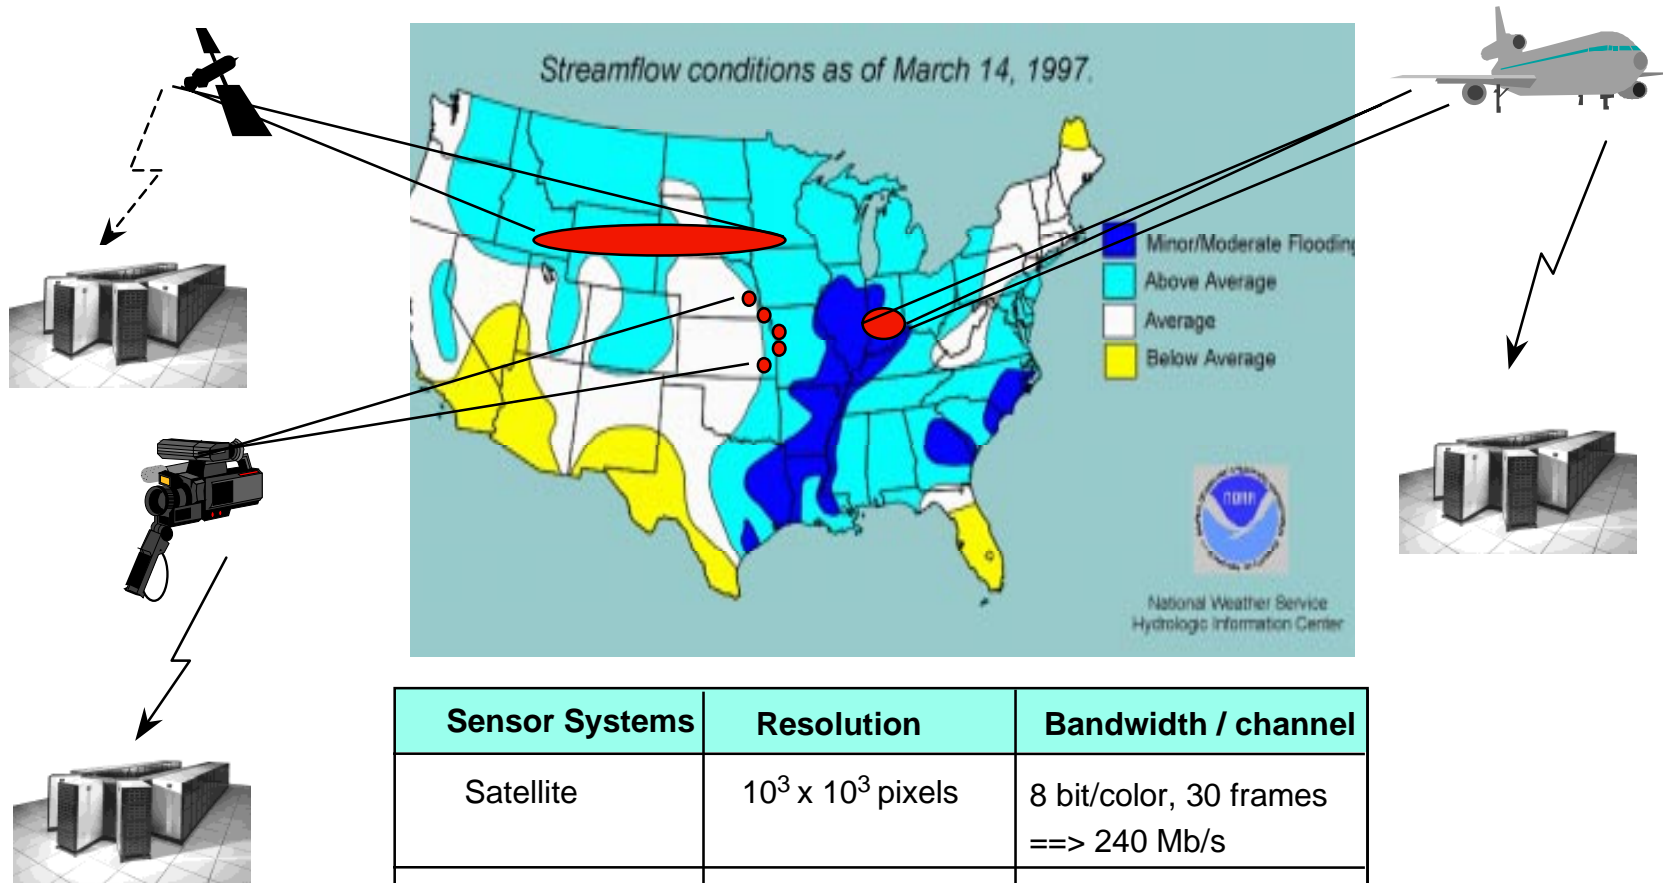 Streamflow conditions as of March 14, 1997.
Minor/Moderate Flooding
Above Average
Average
Below Average
noaa
National Weather Service
Hydrologic Information Center
Sensor Systems
Resolution
Bandwidth / channel
Satellite
10³ x 10³ pixels
8 bit/color, 30 frames
==> 240 Mb/s